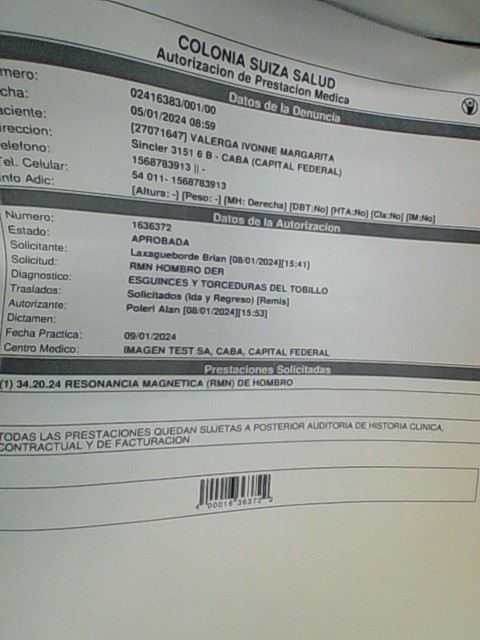 COLONIA SUIZA SALUD
Autorizacion de Prestacion Medica
Datos de la Denuncia
mero: 02416383/001/00
cha: 05/01/2024 08:59
aciente: [27071647] VALERGA IVONNE MARGARITA
reccion: Sincler 3151 6 B - CABA (CAPITAL FEDERAL)
elefono: 1568783913 || -
el. Celular: 54 011- 1568783913
nfo Adic: [Altura: -] [Peso: -] [MH: Derecha] [DBT:No] [HTA:No] [Cla:No] [IM:No]
Datos de la Autorizacion
Numero: 1636372
Estado: APROBADA
Solicitante: Laxagueborde Brian [08/01/2024][15:41]
Solicitud: RMN HOMBRO DER
Diagnostico: ESGUINCES Y TORCEDURAS DEL TOBILLO
Traslados: Solicitados (Ida y Regreso) [Remis]
Autorizante: Poleri Alan [08/01/2024][15:53]
Dictamen:
Fecha Practica: 09/01/2024
Centro Medico: IMAGEN TEST SA, CABA, CAPITAL FEDERAL
Prestaciones Solicitadas
(1) 34.20.24 RESONANCIA MAGNETICA (RMN) DE HOMBRO
TODAS LAS PRESTACIONES QUEDAN SUJETAS A POSTERIOR AUDITORIA DE HISTORIA CLINICA,
CONTRACTUAL Y DE FACTURACION
4 00016 36372 2